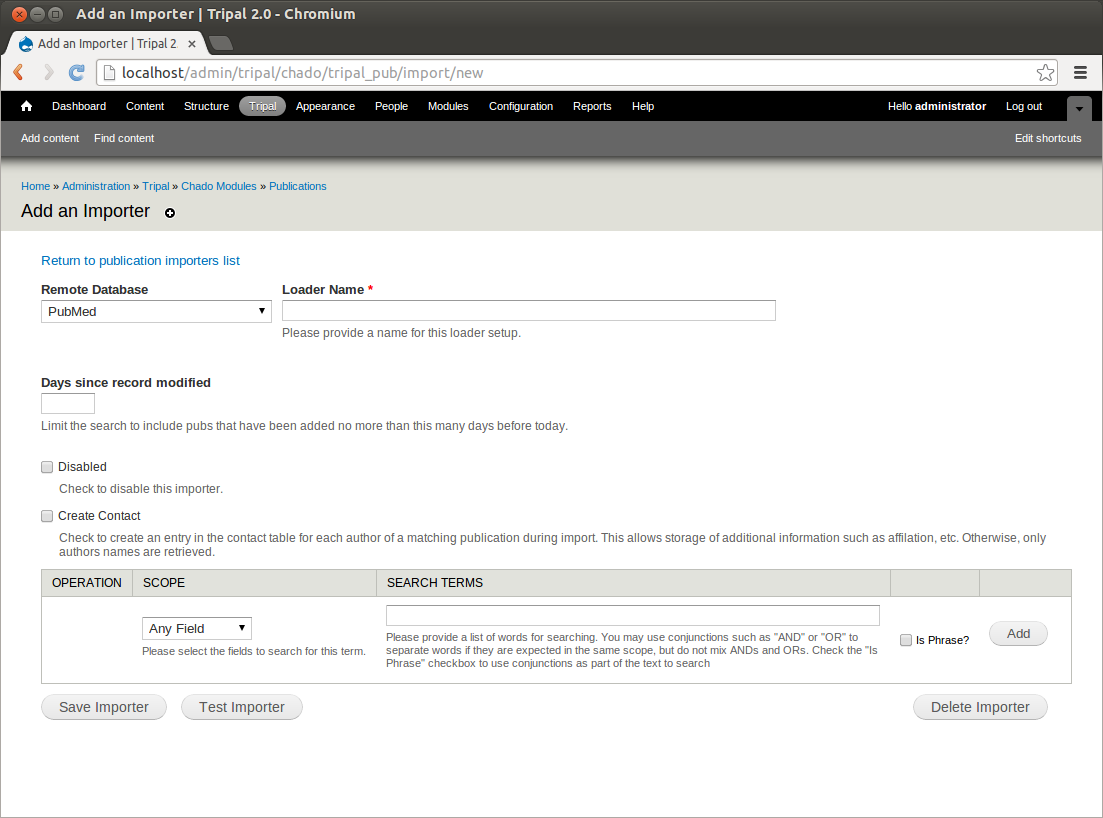 Add an Importer | Tripal 2.0 - Chromium
Add an Importer | Tripal 2
localhost/admin/tripal/chado/tripal_pub/import/new
Dashboard Content Structure Tripal Appearance People Modules Configuration Reports Help Hello administrator Log out
Add content Find content Edit shortcuts
Home » Administration » Tripal » Chado Modules » Publications
Add an Importer
Return to publication importers list
Remote Database Loader Name *
PubMed
Please provide a name for this loader setup.
Days since record modified
Limit the search to include pubs that have been added no more than this many days before today.
Disabled
Check to disable this importer.
Create Contact
Check to create an entry in the contact table for each author of a matching publication during import. This allows storage of additional information such as affilation, etc. Otherwise, only
authors names are retrieved.
OPERATION SCOPE SEARCH TERMS
Any Field
Please select the fields to search for this term.
Please provide a list of words for searching. You may use conjunctions such as "AND" or "OR" to
separate words if they are expected in the same scope, but do not mix ANDs and ORs. Check the "Is
Phrase" checkbox to use conjunctions as part of the text to search
Is Phrase?
Add
Save Importer Test Importer Delete Importer